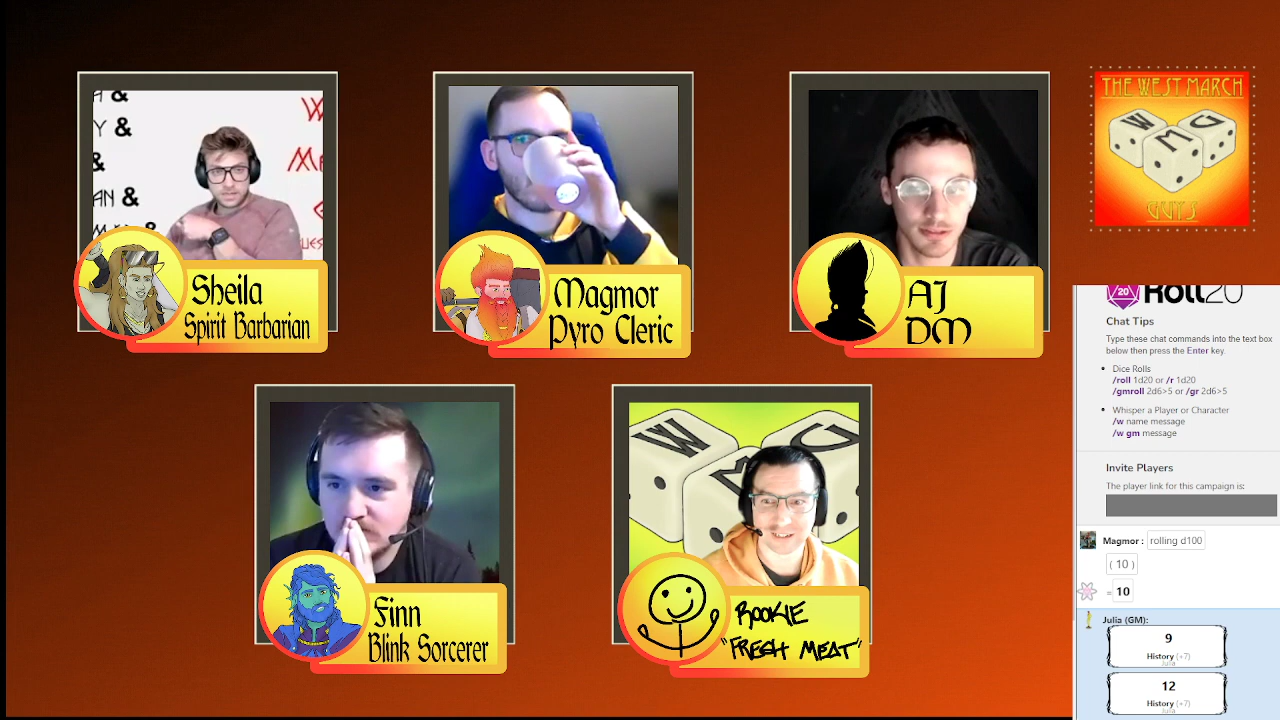 &
Y &
&
AN &
&
W
THE WEST MARCH
W M G
GUYS
Sheila
Spirit Barbarian
Magmor
Pyro Cleric
AJ
DM
W M G
Finn
Blink Sorcerer
ROOKIE
"FRESH MEAT"
20 Roll20
Chat Tips
Type these chat commands into the text box
below then press the Enter key.
Dice Rolls
/roll 1d20 or /r 1d20
/gmroll 2d6>5 or /gr 2d6>5
Whisper a Player or Character
/w name message
/w gm message
Invite Players
The player link for this campaign is:
Magmor : rolling d100
( 10 )
= 10
Julia (GM):
9
History (+7)
Julia
12
History (+7)
Julia